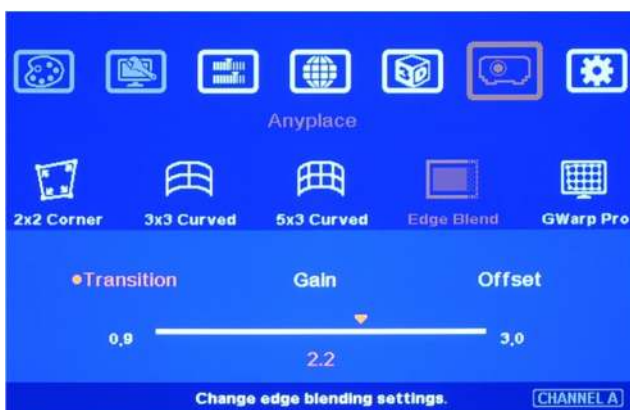 3D
Anyplace
2x2 Corner 3x3 Curved 5x3 Curved Edge Blend GWarp Pro
Transition Gain Offset
0,9 3,0
2.2
Change edge blending settings. CHANNEL A